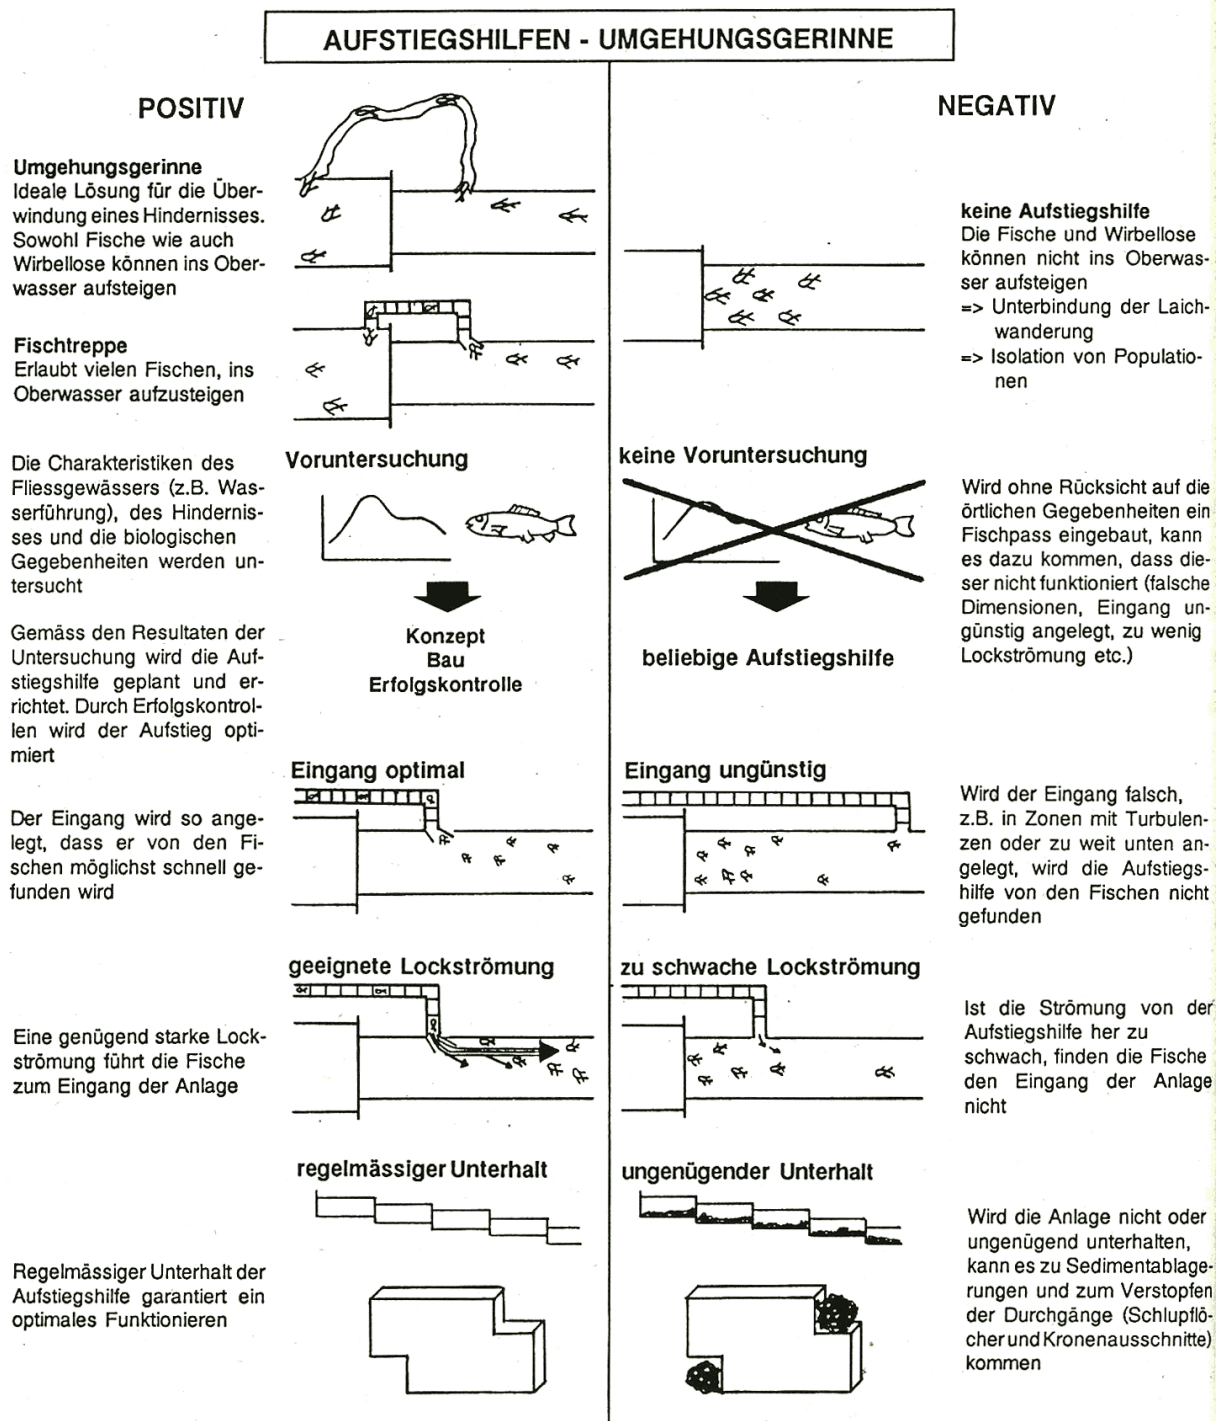 AUFSTIEGSHILFEN - UMGEHUNGSGERINNE
POSITIV
NEGATIV
Umgehungsgerinne
Ideale Lösung für die Über-
windung eines Hindernisses.
Sowohl Fische wie auch
Wirbellose können ins Ober-
wasser aufsteigen
keine Aufstiegshilfe
Die Fische und Wirbellose
können nicht ins Oberwas-
ser aufsteigen
=> Unterbindung der Laich-
wanderung
=> Isolation von Populatio-
nen
Fischtreppe
Erlaubt vielen Fischen, ins
Oberwasser aufzusteigen
Die Charakteristiken des
Fliessgewässers (z.B. Was-
serführung), des Hindernis-
ses und die biologischen
Gegebenheiten werden un-
tersucht
Voruntersuchung
keine Voruntersuchung
Wird ohne Rücksicht auf die
örtlichen Gegebenheiten ein
Fischpass eingebaut, kann
es dazu kommen, dass die-
ser nicht funktioniert (falsche
Dimensionen, Eingang un-
günstig angelegt, zu wenig
Lockströmung etc.)
Gemäss den Resultaten der
Untersuchung wird die Auf-
stiegshilfe geplant und er-
richtet. Durch Erfolgskontrol-
len wird der Aufstieg opti-
miert
Konzept
Bau
Erfolgskontrolle
beliebige Aufstiegshilfe
Eingang optimal
Eingang ungünstig
Der Eingang wird so ange-
legt, dass er von den Fi-
schen möglichst schnell ge-
funden wird
Wird der Eingang falsch,
z.B. in Zonen mit Turbulen-
zen oder zu weit unten an-
gelegt, wird die Aufstiegs-
hilfe von den Fischen nicht
gefunden
geeignete Lockströmung
zu schwache Lockströmung
Eine genügend starke Lock-
strömung führt die Fische
zum Eingang der Anlage
Ist die Strömung von der
Aufstiegshilfe her zu
schwach, finden die Fische
den Eingang der Anlage
nicht
regelmässiger Unterhalt
ungenügender Unterhalt
Regelmässiger Unterhalt der
Aufstiegshilfe garantiert ein
optimales Funktionieren
Wird die Anlage nicht oder
ungenügend unterhalten,
kann es zu Sedimentablage-
rungen und zum Verstopfen
der Durchgänge (Schlupflö-
cher und Kronenausschnitte)
kommen